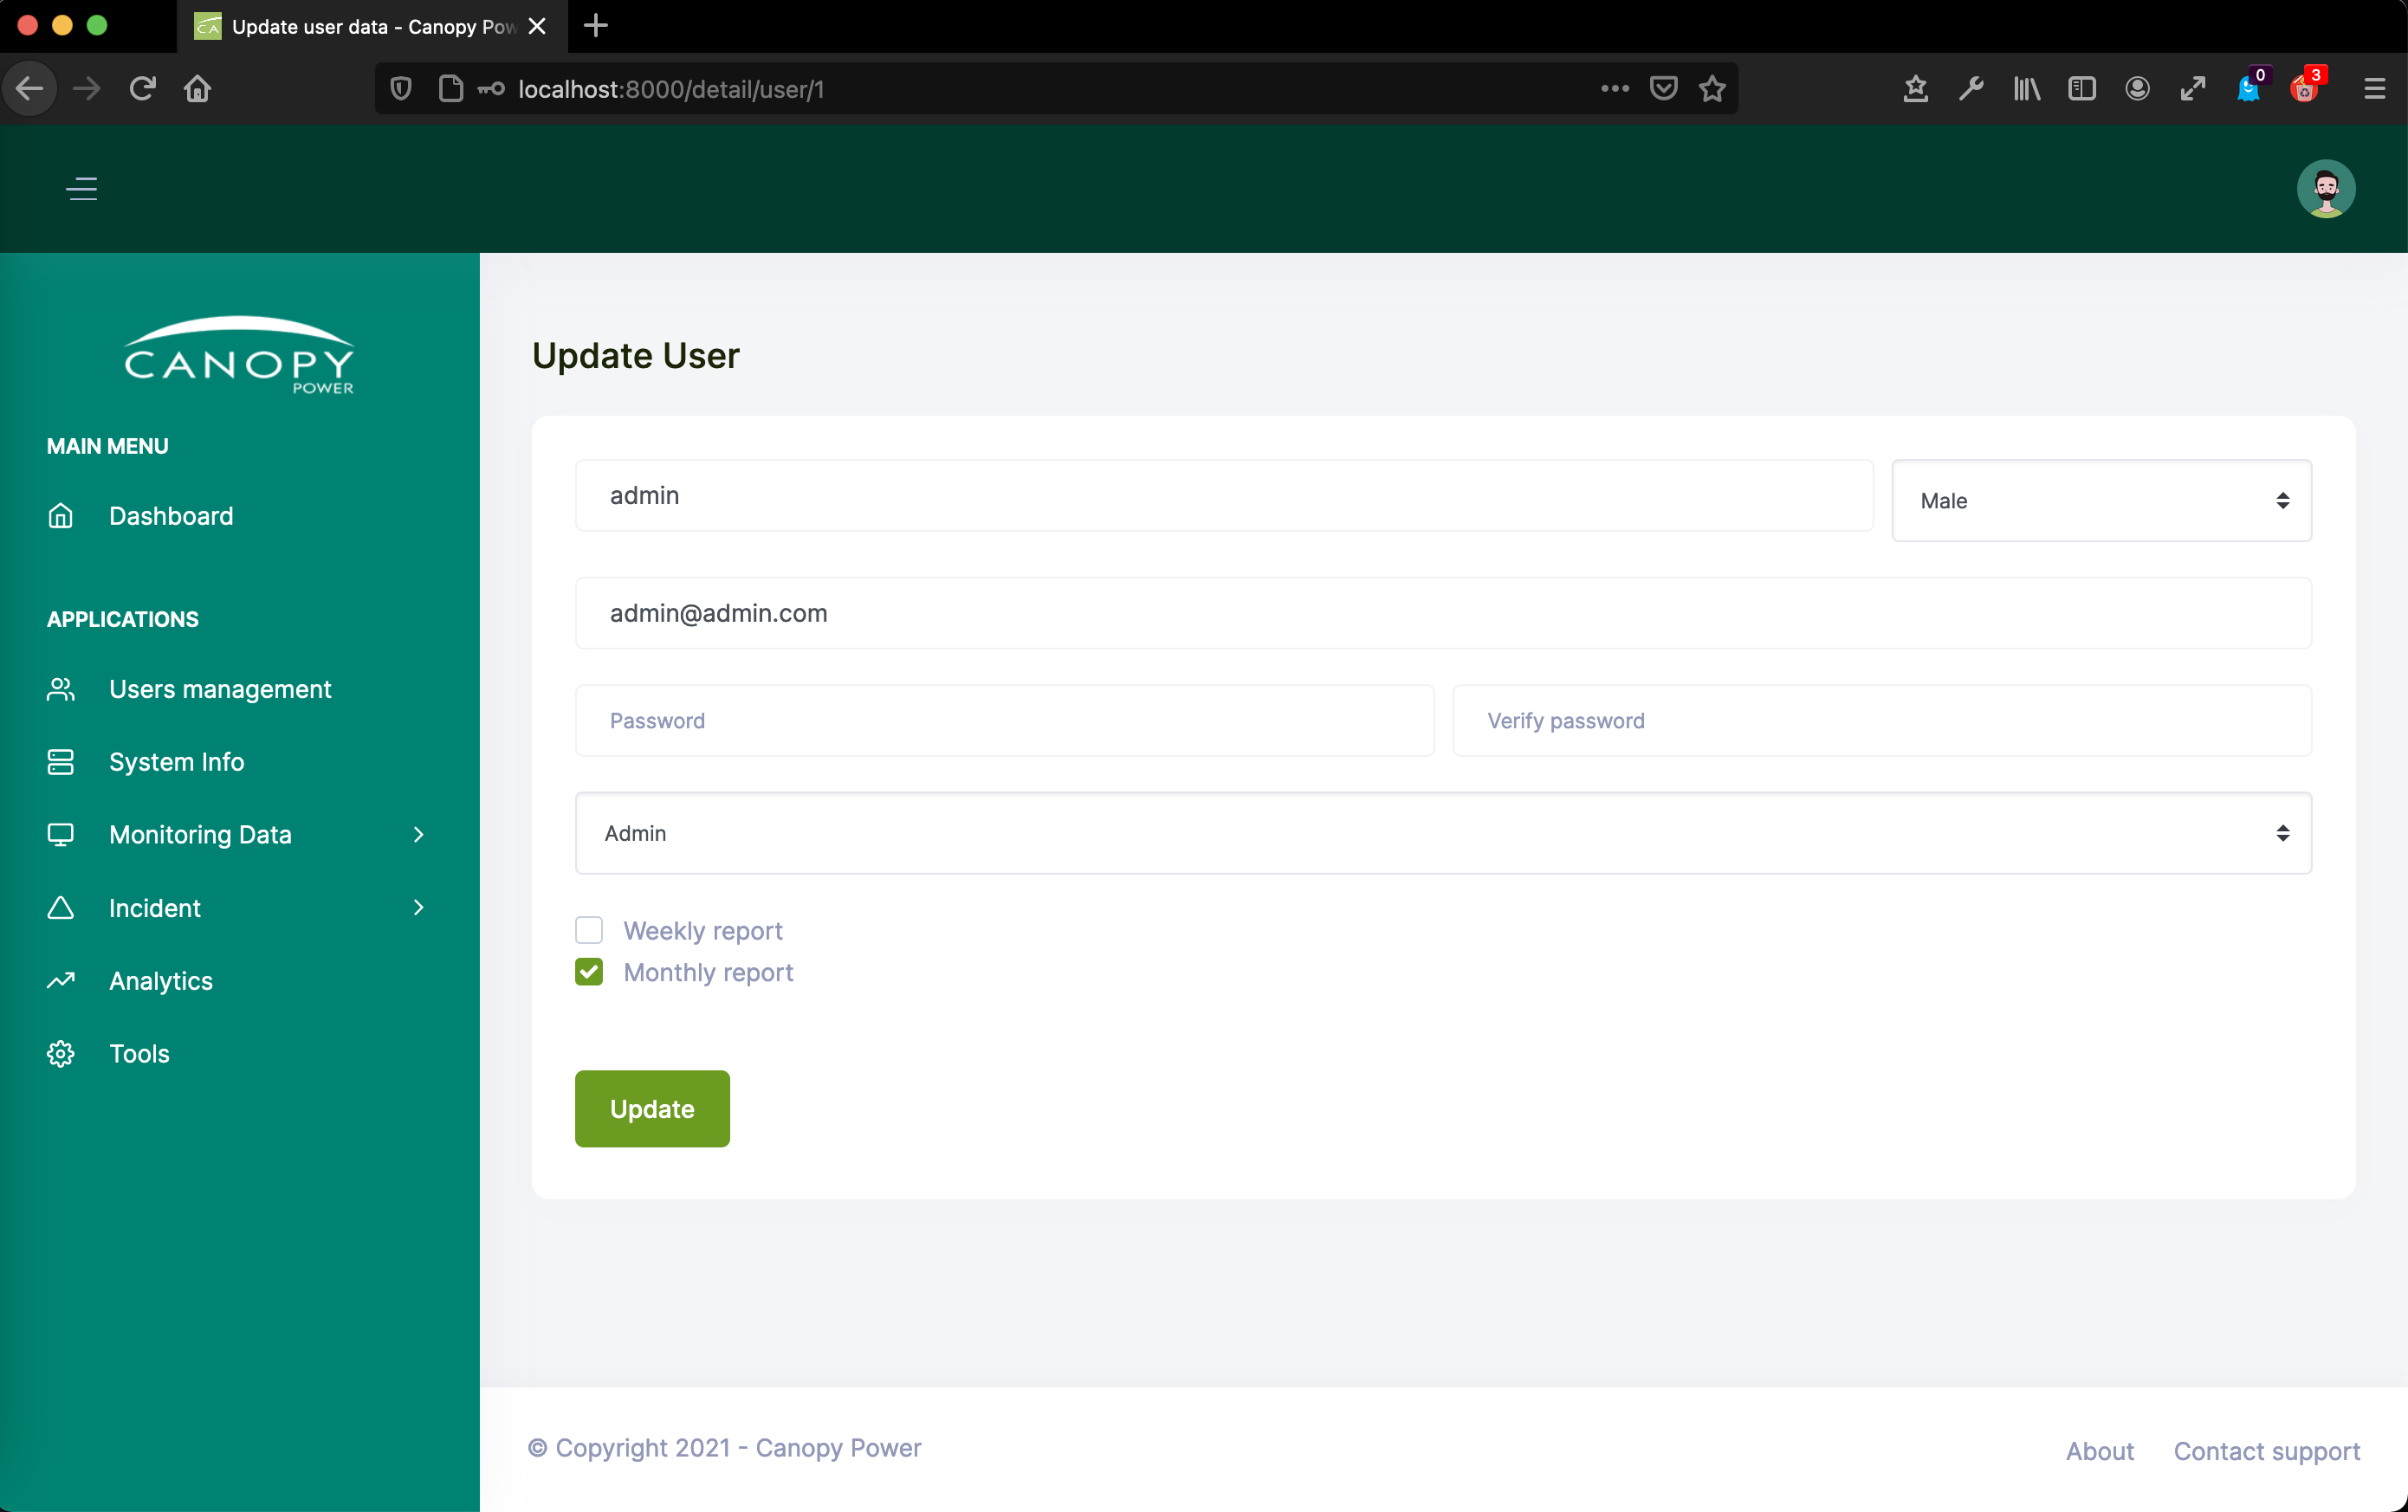 Update user data - Canopy Pow
localhost:8000/detail/user/1
0
3
CANOPY
POWER
MAIN MENU
Dashboard
APPLICATIONS
Users management
System Info
Monitoring Data
Incident
Analytics
Tools
Update User
admin
Male
admin@admin.com
Password
Verify password
Admin
Weekly report
Monthly report
Update
© Copyright 2021 - Canopy Power
About
Contact support